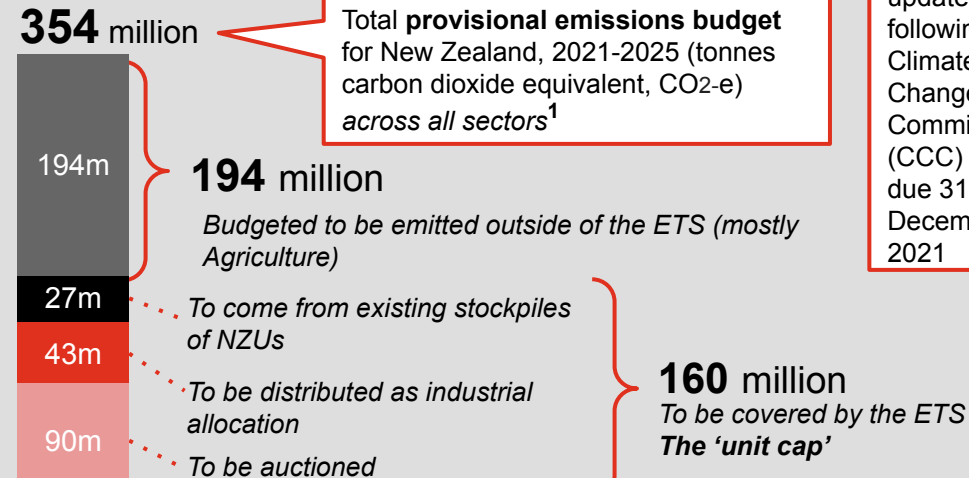 354 million
Total provisional emissions budget
for New Zealand, 2021-2025 (tonnes
carbon dioxide equivalent, CO2-e)
across all sectors1
update
followin
Climate
Change
Commi
(CCC)
due 31
Decem
2021
194m
194 million
Budgeted to be emitted outside of the ETS (mostly
Agriculture)
27m
To come from existing stockpiles
of NZUs
43m
To be distributed as industrial
allocation
90m
To be auctioned
160 million
To be covered by the ETS
The ‘unit cap’